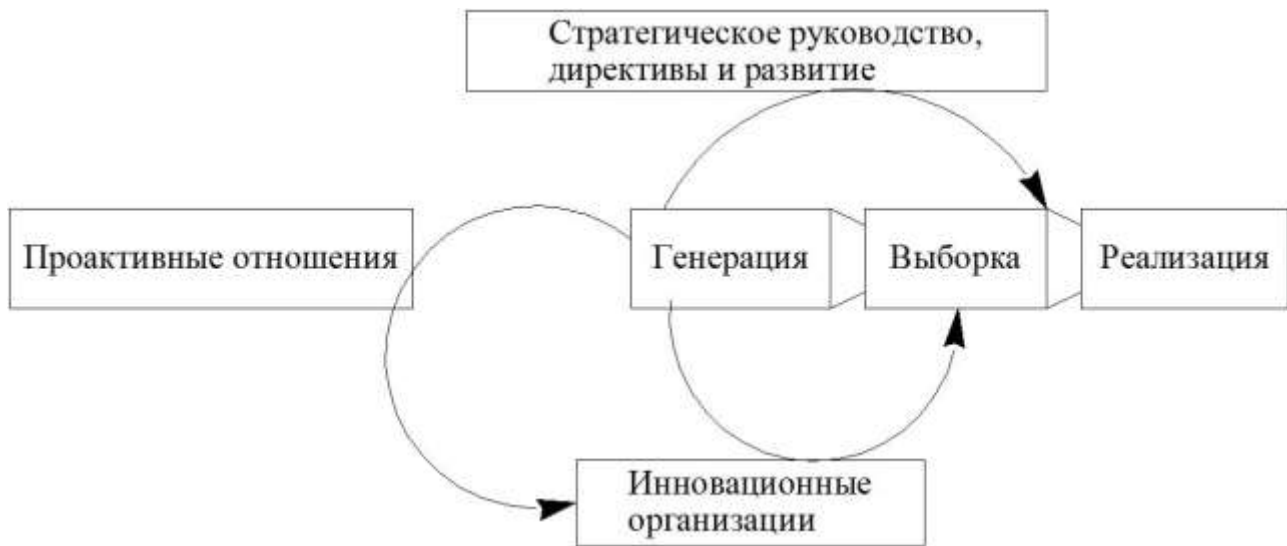 Стратегическое руководство,
директивы и развитие
Проактивные отношения
Генерация
Выборка
Реализация
Инновационные
организации